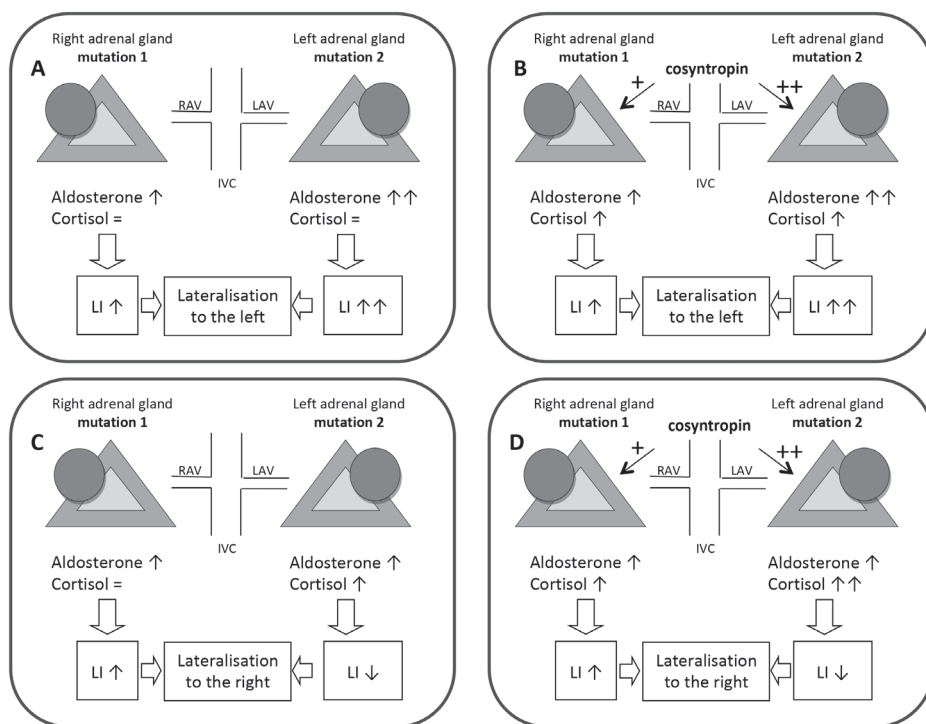 A
Right adrenal gland
mutation 1
Left adrenal gland
mutation 2
RAV
LAV
IVC
Aldosterone ↑
Cortisol =
Aldosterone ↑↑
Cortisol =
LI ↑
Lateralisation
to the left
LI ↑↑
B
Right adrenal gland
mutation 1
Left adrenal gland
mutation 2
cosyntropin
+
++
RAV
LAV
IVC
Aldosterone ↑
Cortisol ↑
Aldosterone ↑↑
Cortisol ↑
LI ↑
Lateralisation
to the left
LI ↑↑
C
Right adrenal gland
mutation 1
Left adrenal gland
mutation 2
RAV
LAV
IVC
Aldosterone ↑
Cortisol =
Aldosterone ↑
Cortisol ↑
LI ↑
Lateralisation
to the right
LI ↓
D
Right adrenal gland
mutation 1
Left adrenal gland
mutation 2
cosyntropin
+
++
RAV
LAV
IVC
Aldosterone ↑
Cortisol ↑
Aldosterone ↑
Cortisol ↑↑
LI ↑
Lateralisation
to the right
LI ↓